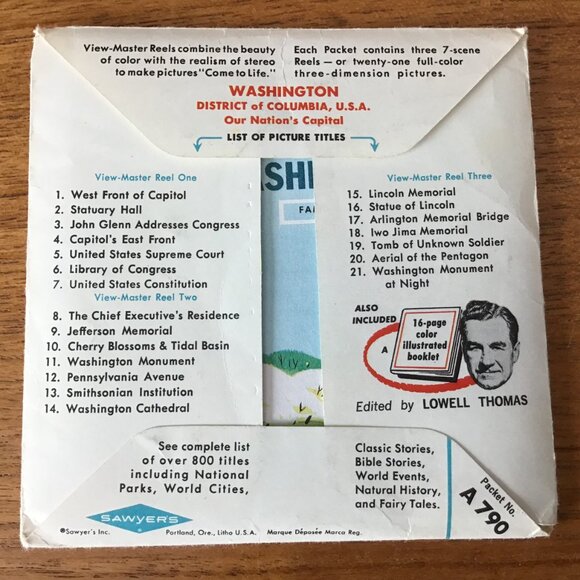 View-Master Reels combine the beauty
of color with the realism of stereo
to make pictures "Come to Life."
Each Packet contains three 7-scene
Reels — or twenty-one full-color
three-dimension pictures.
WASHINGTON
DISTRICT of COLUMBIA, U.S.A.
Our Nation's Capital
LIST OF PICTURE TITLES
View-Master Reel One
1. West Front of Capitol
2. Statuary Hall
3. John Glenn Addresses Congress
4. Capitol's East Front
5. United States Supreme Court
6. Library of Congress
7. United States Constitution
View-Master Reel Two
8. The Chief Executive's Residence
9. Jefferson Memorial
10. Cherry Blossoms & Tidal Basin
11. Washington Monument
12. Pennsylvania Avenue
13. Smithsonian Institution
14. Washington Cathedral
SHI
FA
View-Master Reel Three
15. Lincoln Memorial
16. Statue of Lincoln
17. Arlington Memorial Bridge
18. Iwo Jima Memorial
19. Tomb of Unknown Soldier
20. Aerial of the Pentagon
21. Washington Monument
at Night
ALSO
INCLUDED
A
16-page
color
illustrated
booklet
Edited by LOWELL THOMAS
See complete list
of over 800 titles
including National
Parks, World Cities,
Classic Stories,
Bible Stories,
World Events,
Natural History,
and Fairy Tales.
Packet No.
A 790
SAWYER'S
®Sawyer's Inc.
Portland, Ore., Litho U.S.A.
Marque Déposée Marca Reg.